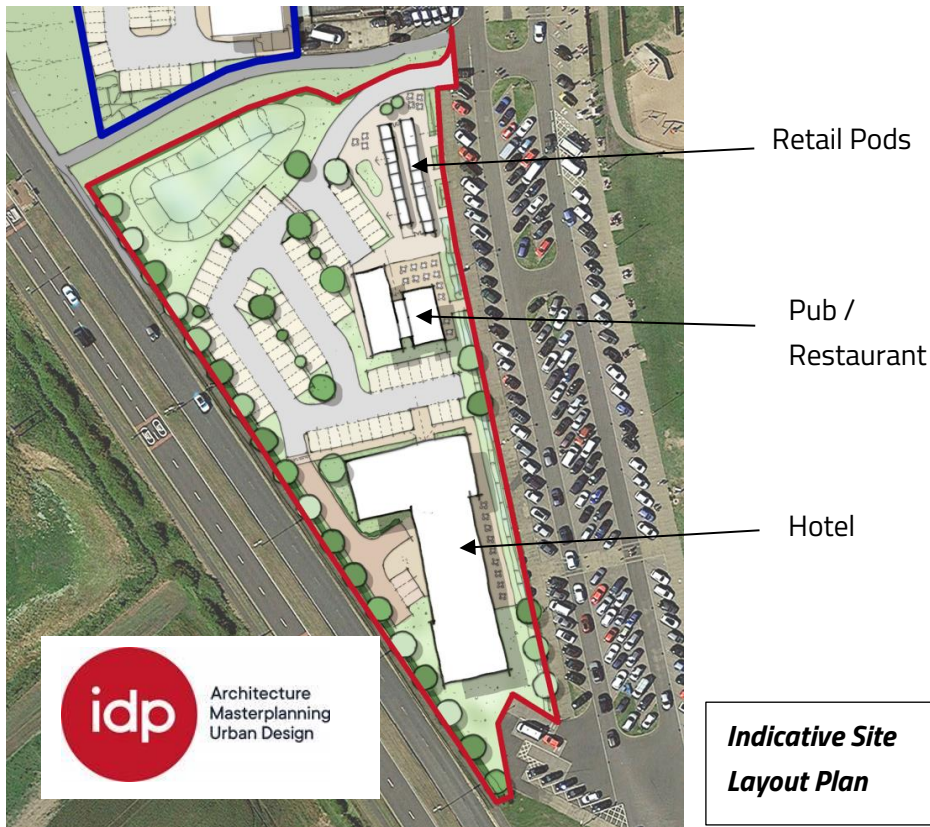 Retail Pods
Pub /
Restaurant
Hotel
idp
Architecture
Masterplanning
Urban Design
Indicative Site
Layout Plan